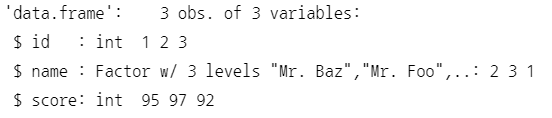 'data.frame':    3 obs. of 3 variables:
 $ id   : int  1 2 3
 $ name : Factor w/ 3 levels "Mr. Baz","Mr. Foo",..: 2 3 1
 $ score: int  95 97 92